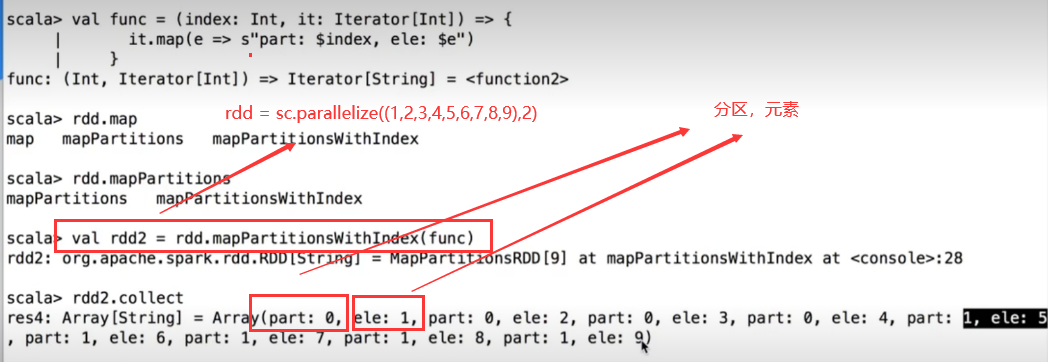 scala> val func = (index: Int, it: Iterator[Int]) => {
| it.map(e => s"part: $index, ele: $e")
| }
func: (Int, Iterator[Int]) => Iterator[String] = <function2>
rdd = sc.parallelize((1,2,3,4,5,6,7,8,9),2)
分区，元素
scala> rdd.map
map mapPartitions mapPartitionsWithIndex
scala> rdd.mapPartitions
mapPartitions mapPartitionsWithIndex
scala> val rdd2 = rdd.mapPartitionsWithIndex(func)
rdd2: org.apache.spark.rdd.RDD[String] = MapPartitionsRDD[9] at mapPartitionsWithIndex at <console>:28
scala> rdd2.collect
res4: Array[String] = Array(part: 0, ele: 1, part: 0, ele: 2, part: 0, ele: 3, part: 0, ele: 4, part: 1, ele: 5
, part: 1, ele: 6, part: 1, ele: 7, part: 1, ele: 8, part: 1, ele: 9)